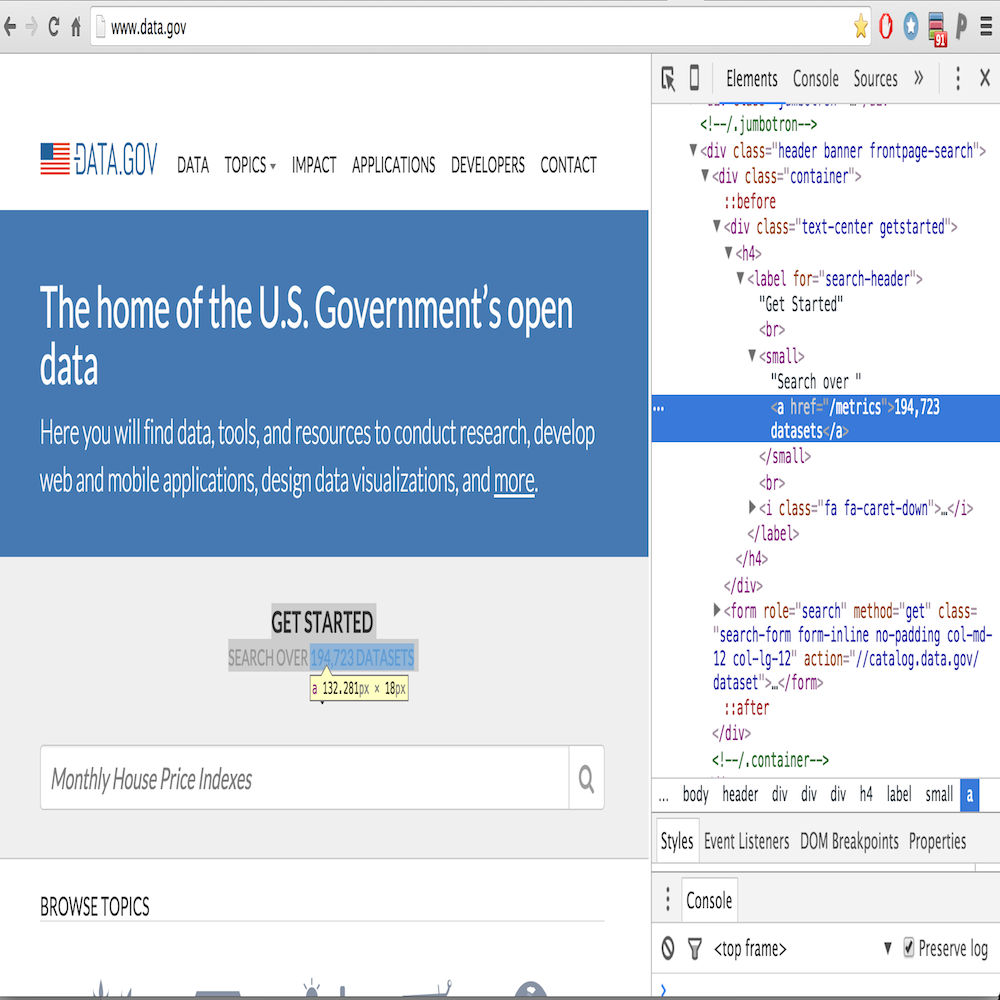 www.data.gov
91
DATA.GOV DATA TOPICS IMPACT APPLICATIONS DEVELOPERS CONTACT
The home of the U.S. Government's open
data
Here you will find data, tools, and resources to conduct research, develop
web and mobile applications, design data visualizations, and more.
GET STARTED
SEARCH OVER 194,723 DATASETS
a 132.281px × 18px
Monthly House Price Indexes
BROWSE TOPICS
Elements Console Sources »
<!--/.jumbotron-->
▼<div class="header banner frontpage-search">
▼<div class="container">
::before
▼<div class="text-center getstarted">
▼<h4>
▼<label for="search-header">
"Get Started"
<br>
▼<small>
"Search over "
<a href="/metrics">194,723
datasets</a>
</small>
<br>
▶<i class="fa fa-caret-down">…</i>
</label>
</h4>
</div>
▶<form role="search" method="get" class=
"search-form form-inline no-padding col-md-
12 col-lg-12" action="//catalog.data.gov/
dataset">…</form>
::after
</div>
<!--/.container-->
... body header div div div h4 label small a
Styles Event Listeners DOM Breakpoints Properties
Console
<top frame> ▼ Preserve log